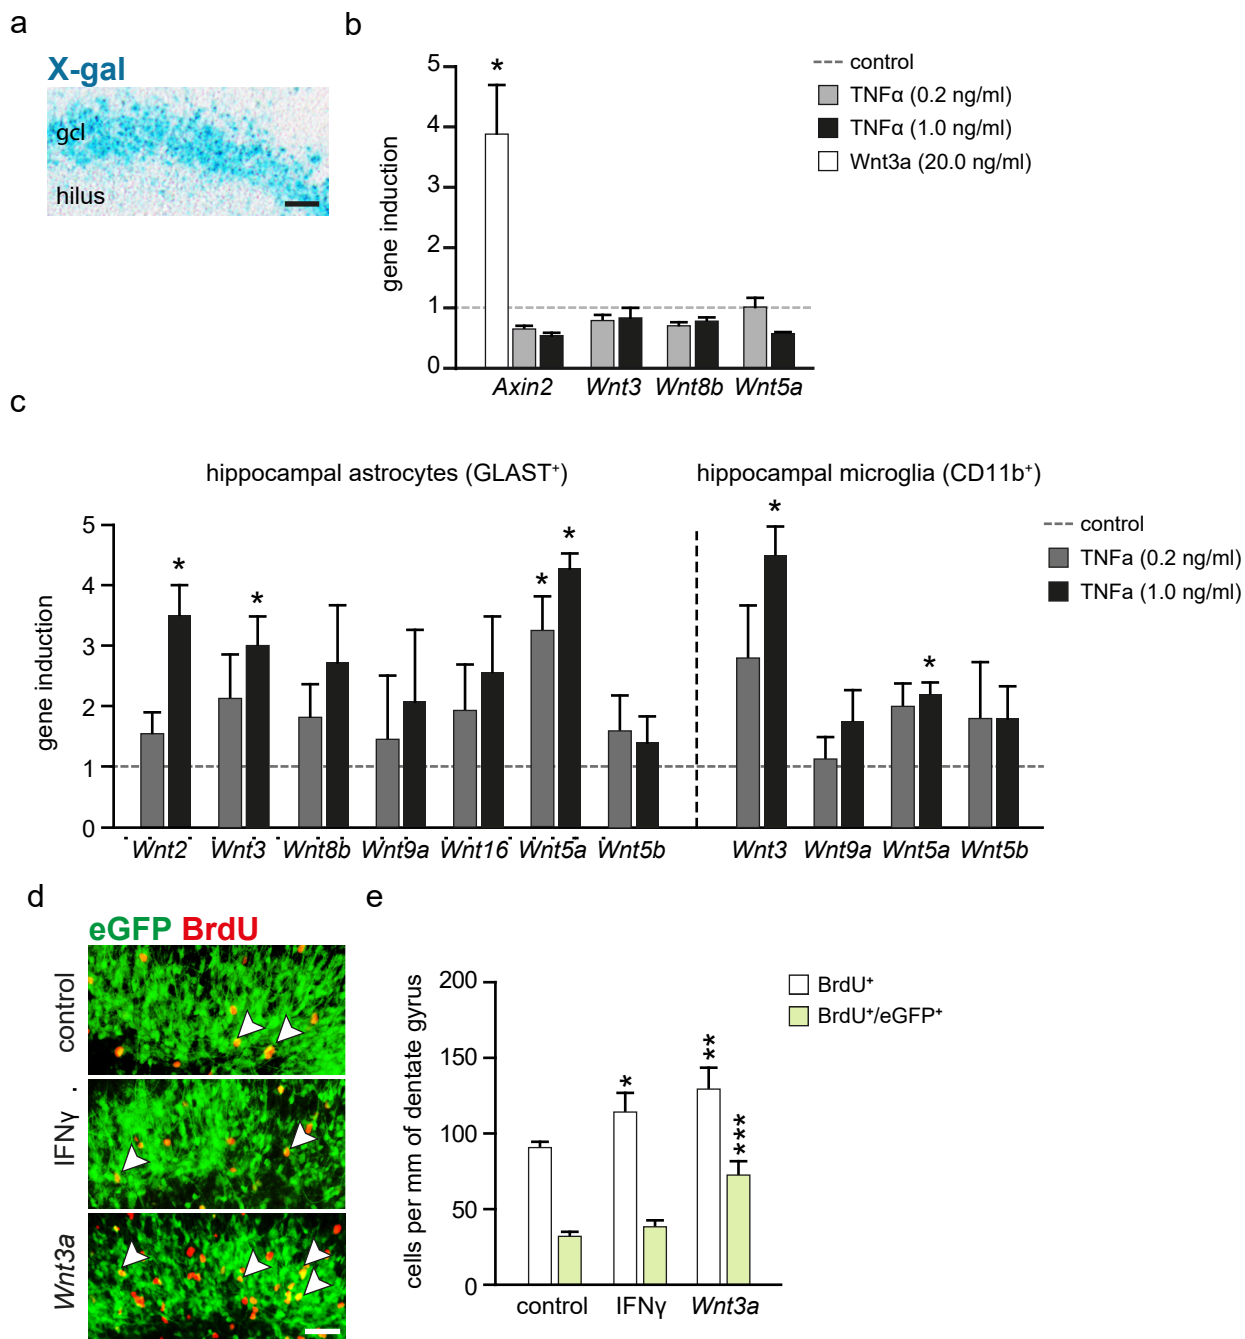 a
X-gal
gcl
hilus
b
gene induction
5
4
3
2
1
0
*
Axin2 Wnt3 Wnt8b Wnt5a
control
TNFα (0.2 ng/ml)
TNFα (1.0 ng/ml)
Wnt3a (20.0 ng/ml)
c
hippocampal astrocytes (GLAST⁺) hippocampal microglia (CD11b⁺)
gene induction
5
4
3
2
1
0
* * * * * *
Wnt2 Wnt3 Wnt8b Wnt9a Wnt16 Wnt5a Wnt5b Wnt3 Wnt9a Wnt5a Wnt5b
control
TNFa (0.2 ng/ml)
TNFa (1.0 ng/ml)
d
eGFP BrdU
control
IFNγ
Wnt3a
e
cells per mm of dentate gyrus
200
150
100
50
0
* ** ***
control IFNγ Wnt3a
BrdU⁺
BrdU⁺/eGFP⁺